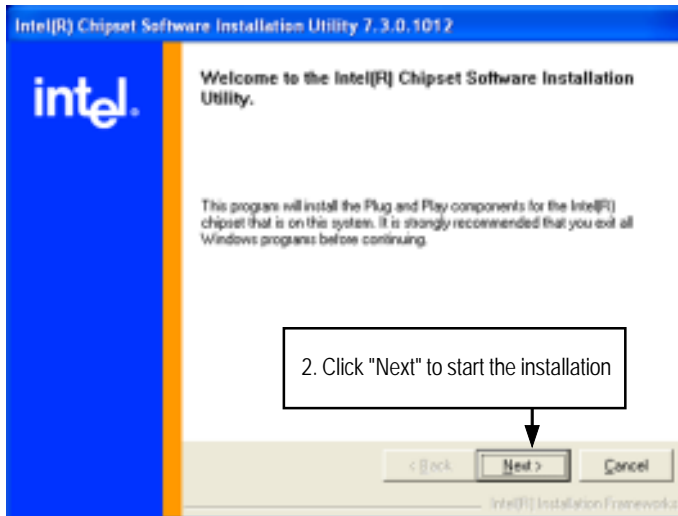 Intel(R) Chipset Software Installation Utility 7.3.0.1012
intel.
Welcome to the Intel(R) Chipset Software Installation
Utility.
This program will install the Plug and Play components for the Intel(R)
chipset that is on this system. It is strongly recommended that you exit all
Windows programs before continuing.
2. Click "Next" to start the installation
< Back
Next >
Cancel
Intel(R) Installation Frameworks